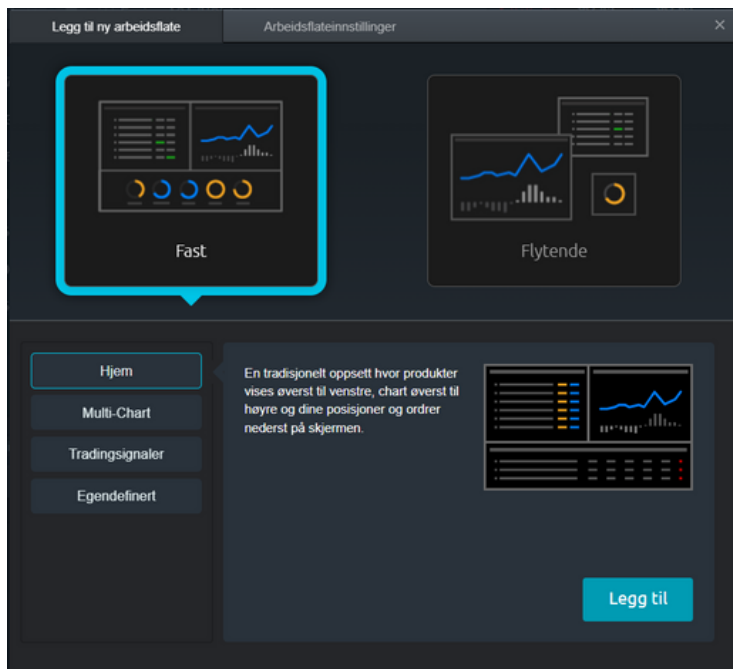 Legg til ny arbeidsflate
Arbeidsflateinnstillinger
Fast
Flytende
Hjem
Multi-Chart
Tradingsignaler
Egendefinert
En tradisjonelt oppsett hvor produkter
vises øverst til venstre, chart øverst til
høyre og dine posisjoner og ordrer
nederst på skjermen.
Legg til